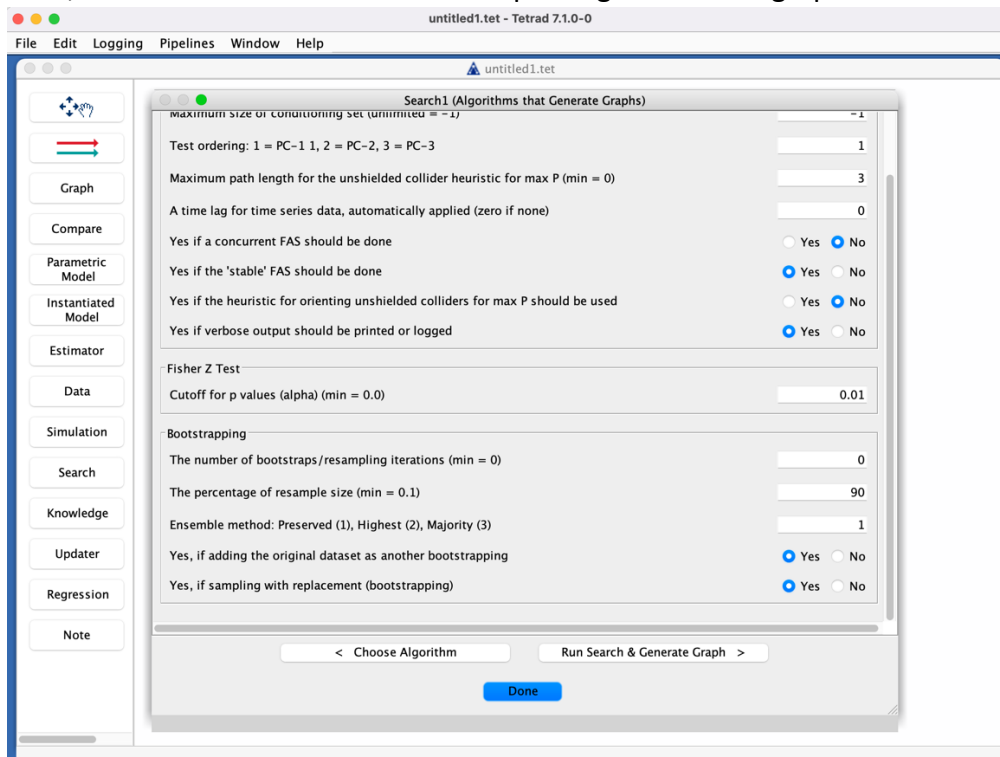 untitled1.tet - Tetrad 7.1.0-0
File Edit Logging Pipelines Window Help
untitled1.tet
Search1 (Algorithms that Generate Graphs)
Maximum size of conditioning set (unlimited = -1) -1
Test ordering: 1 = PC-1 1, 2 = PC-2, 3 = PC-3 1
Maximum path length for the unshielded collider heuristic for max P (min = 0) 3
A time lag for time series data, automatically applied (zero if none) 0
Yes if a concurrent FAS should be done Yes No
Yes if the 'stable' FAS should be done Yes No
Yes if the heuristic for orienting unshielded colliders for max P should be used Yes No
Yes if verbose output should be printed or logged Yes No
Fisher Z Test
Cutoff for p values (alpha) (min = 0.0) 0.01
Bootstrapping
The number of bootstraps/resampling iterations (min = 0) 0
The percentage of resample size (min = 0.1) 90
Ensemble method: Preserved (1), Highest (2), Majority (3) 1
Yes, if adding the original dataset as another bootstrapping Yes No
Yes, if sampling with replacement (bootstrapping) Yes No
< Choose Algorithm Run Search & Generate Graph >
Done
Graph
Compare
Parametric
Model
Instantiated
Model
Estimator
Data
Simulation
Search
Knowledge
Updater
Regression
Note